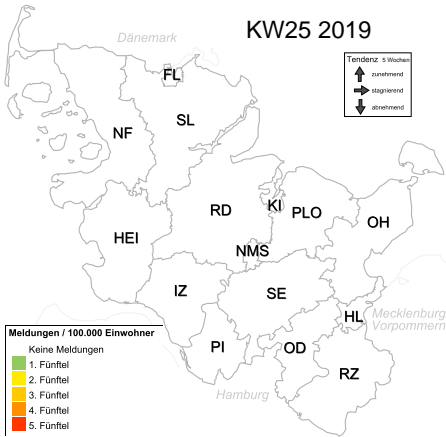 KW25 2019
Dänemark
Tendenz 5 Wochen
zunehmend
stagnierend
abnehmend
FL
SL
NF
KI
RD
PLO
OH
HEI
NMS
IZ
SE
HL
Mecklenburg
Vorpommern
PI
OD
RZ
Hamburg
Meldungen / 100.000 Einwohner
Keine Meldungen
1. Fünftel
2. Fünftel
3. Fünftel
4. Fünftel
5. Fünftel